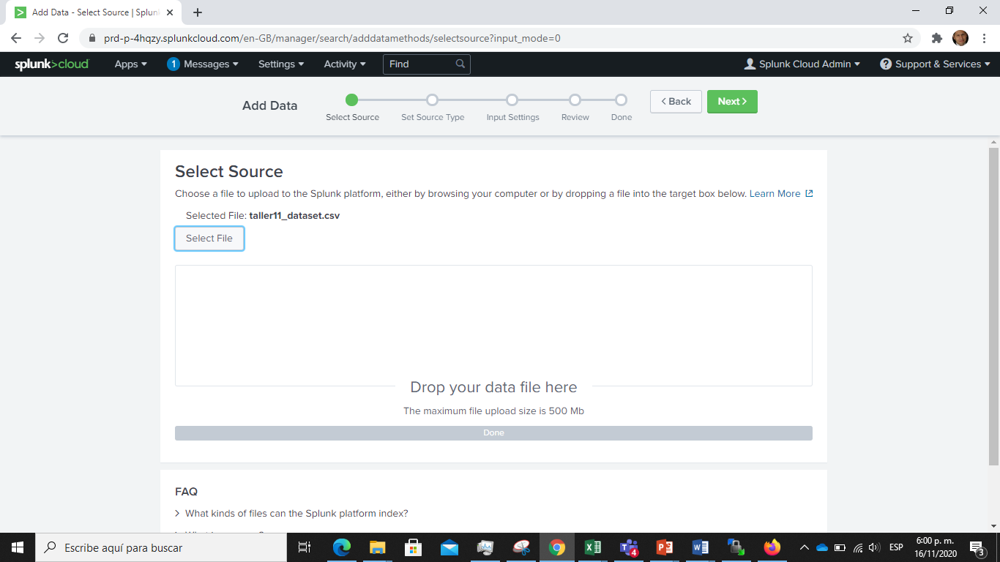 Add Data - Select Source | Splun
prd-p-4hqzy.splunkcloud.com/en-GB/manager/search/adddatamethods/selectsource?input_mode=0
splunk>cloud Apps 1 Messages Settings Activity Find Splunk Cloud Admin ? Support & Services
Add Data
Select Source Set Source Type Input Settings Review Done
< Back Next >
Select Source
Choose a file to upload to the Splunk platform, either by browsing your computer or by dropping a file into the target box below. Learn More
Selected File: taller11_dataset.csv
Select File
Drop your data file here
The maximum file upload size is 500 Mb
Done
FAQ
> What kinds of files can the Splunk platform index?
Escribe aquí para buscar
4
ESP
6:00 p. m.
16/11/2020
3